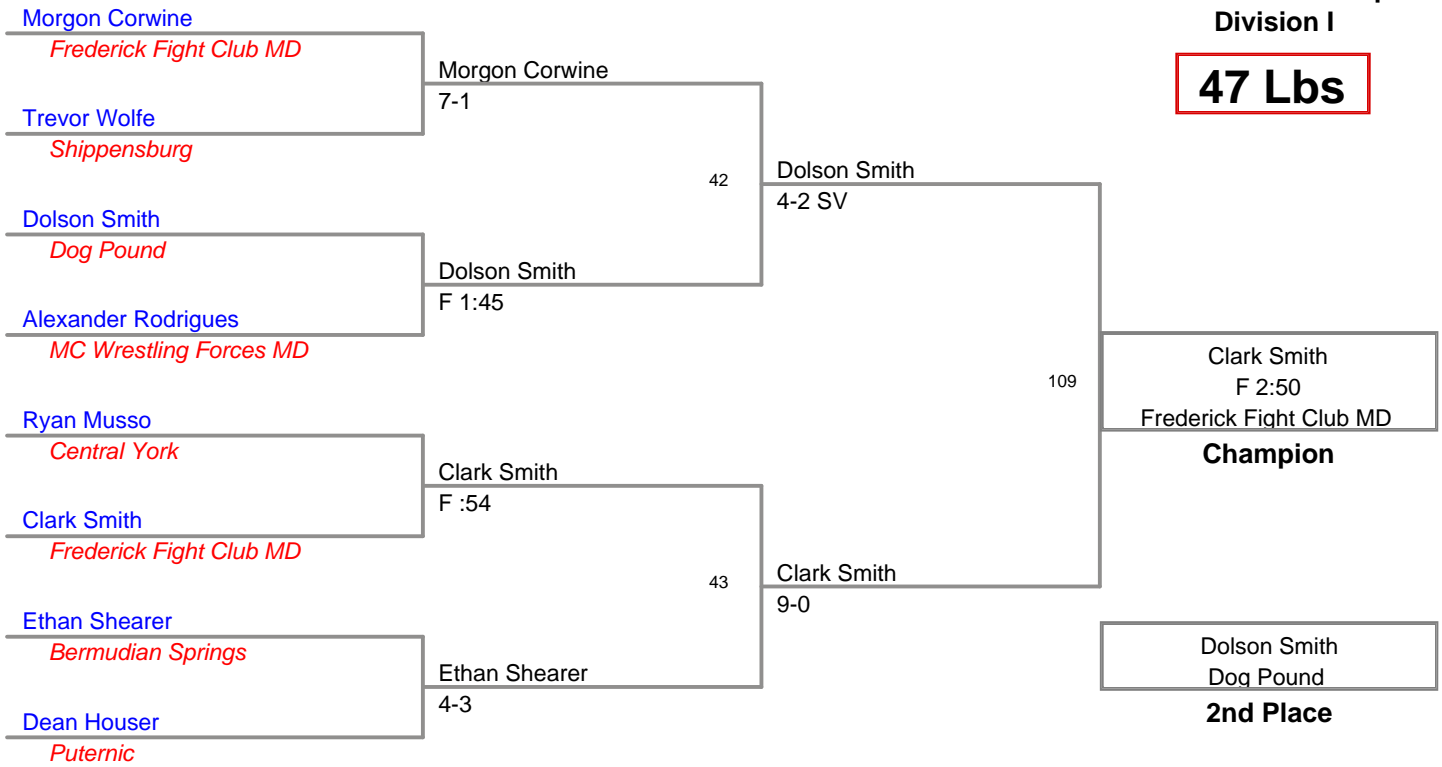 Division I
47 Lbs
Morgon Corwine
Frederick Fight Club MD
Trevor Wolfe
Shippensburg
Dolson Smith
Dog Pound
Alexander Rodrigues
MC Wrestling Forces MD
Ryan Musso
Central York
Clark Smith
Frederick Fight Club MD
Ethan Shearer
Bermudian Springs
Dean Houser
Puternic
Morgon Corwine
7-1
Dolson Smith
F 1:45
Clark Smith
F :54
Ethan Shearer
4-3
42
Dolson Smith
4-2 SV
43
Clark Smith
9-0
109
Clark Smith
F 2:50
Frederick Fight Club MD
Champion
Dolson Smith
Dog Pound
2nd Place